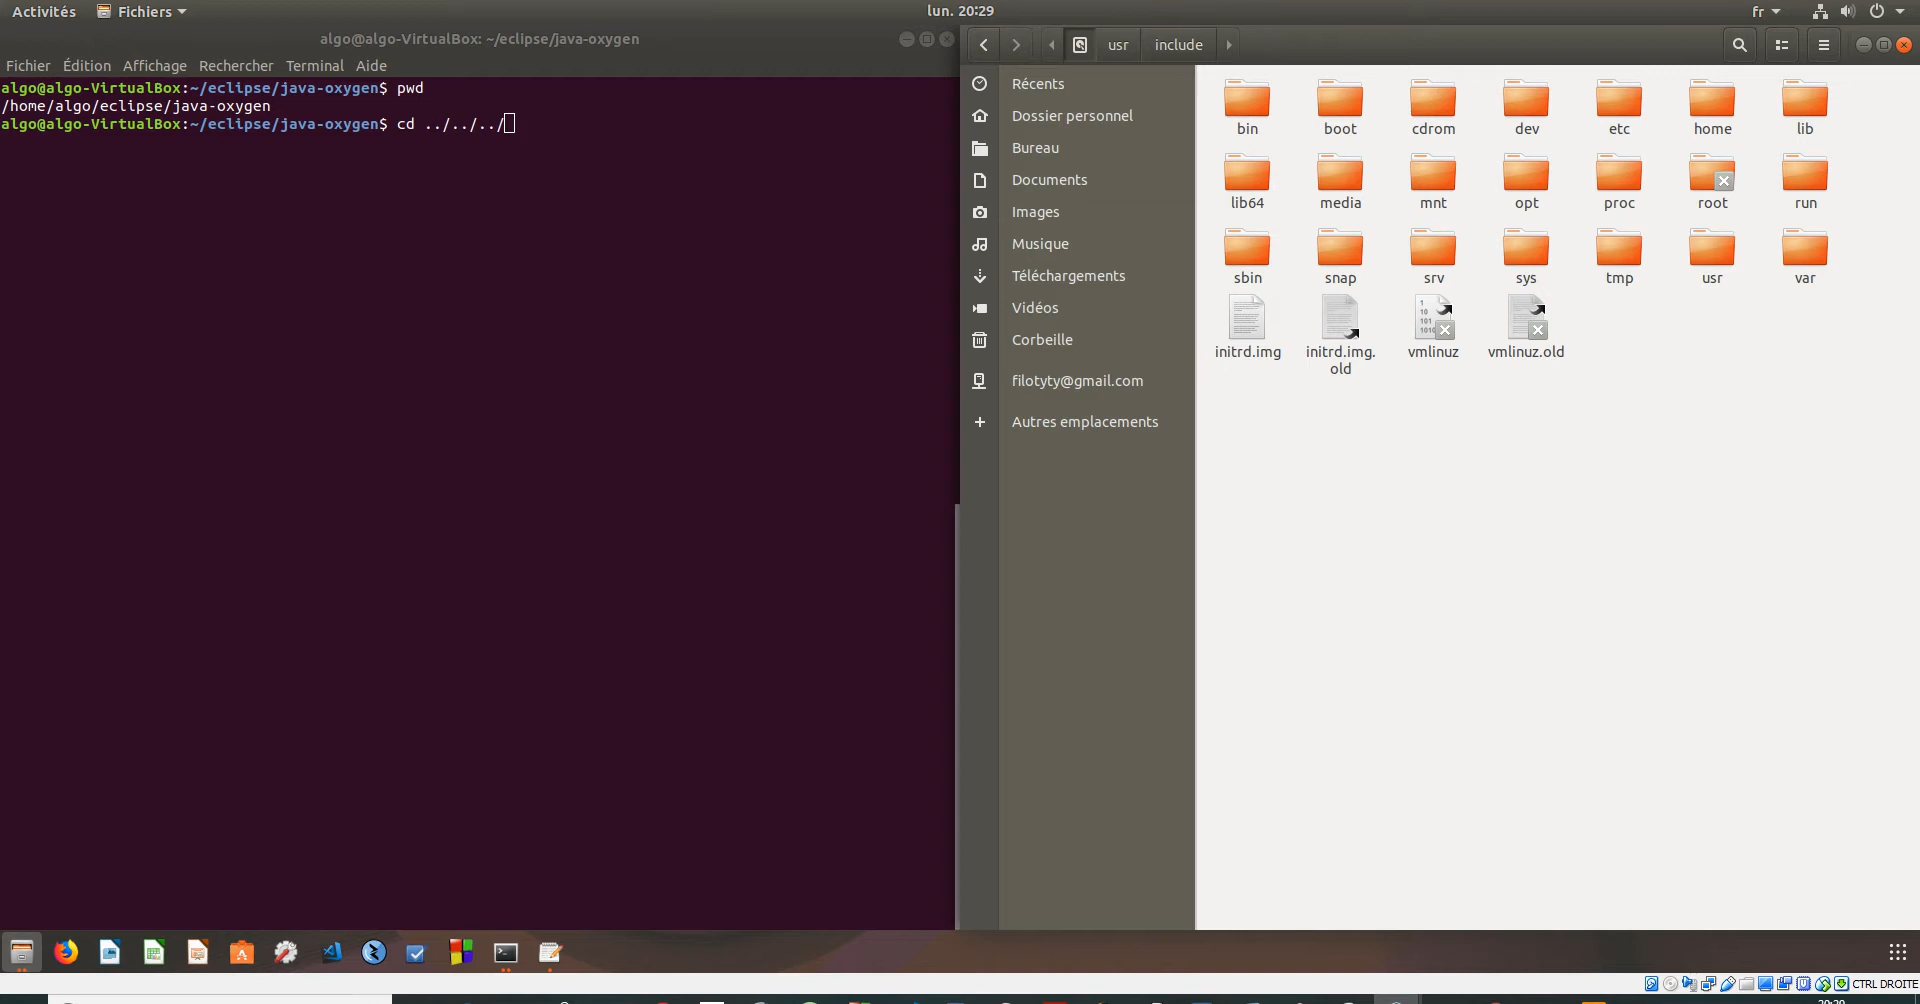 Activités Fichiers lun. 20:29 fr
algo@algo-VirtualBox: ~/eclipse/java-oxygen
Fichier Édition Affichage Rechercher Terminal Aide
algo@algo-VirtualBox:~/eclipse/java-oxygen$ pwd
/home/algo/eclipse/java-oxygen
algo@algo-VirtualBox:~/eclipse/java-oxygen$ cd ../../../
usr include
Récents
Dossier personnel
Bureau
Documents
Images
Musique
Téléchargements
Vidéos
Corbeille
filotyty@gmail.com
Autres emplacements
bin boot cdrom dev etc home lib
lib64 media mnt opt proc root run
sbin snap srv sys tmp usr var
initrd.img initrd.img. vmlinuz vmlinuz.old
old
CTRL DROITE